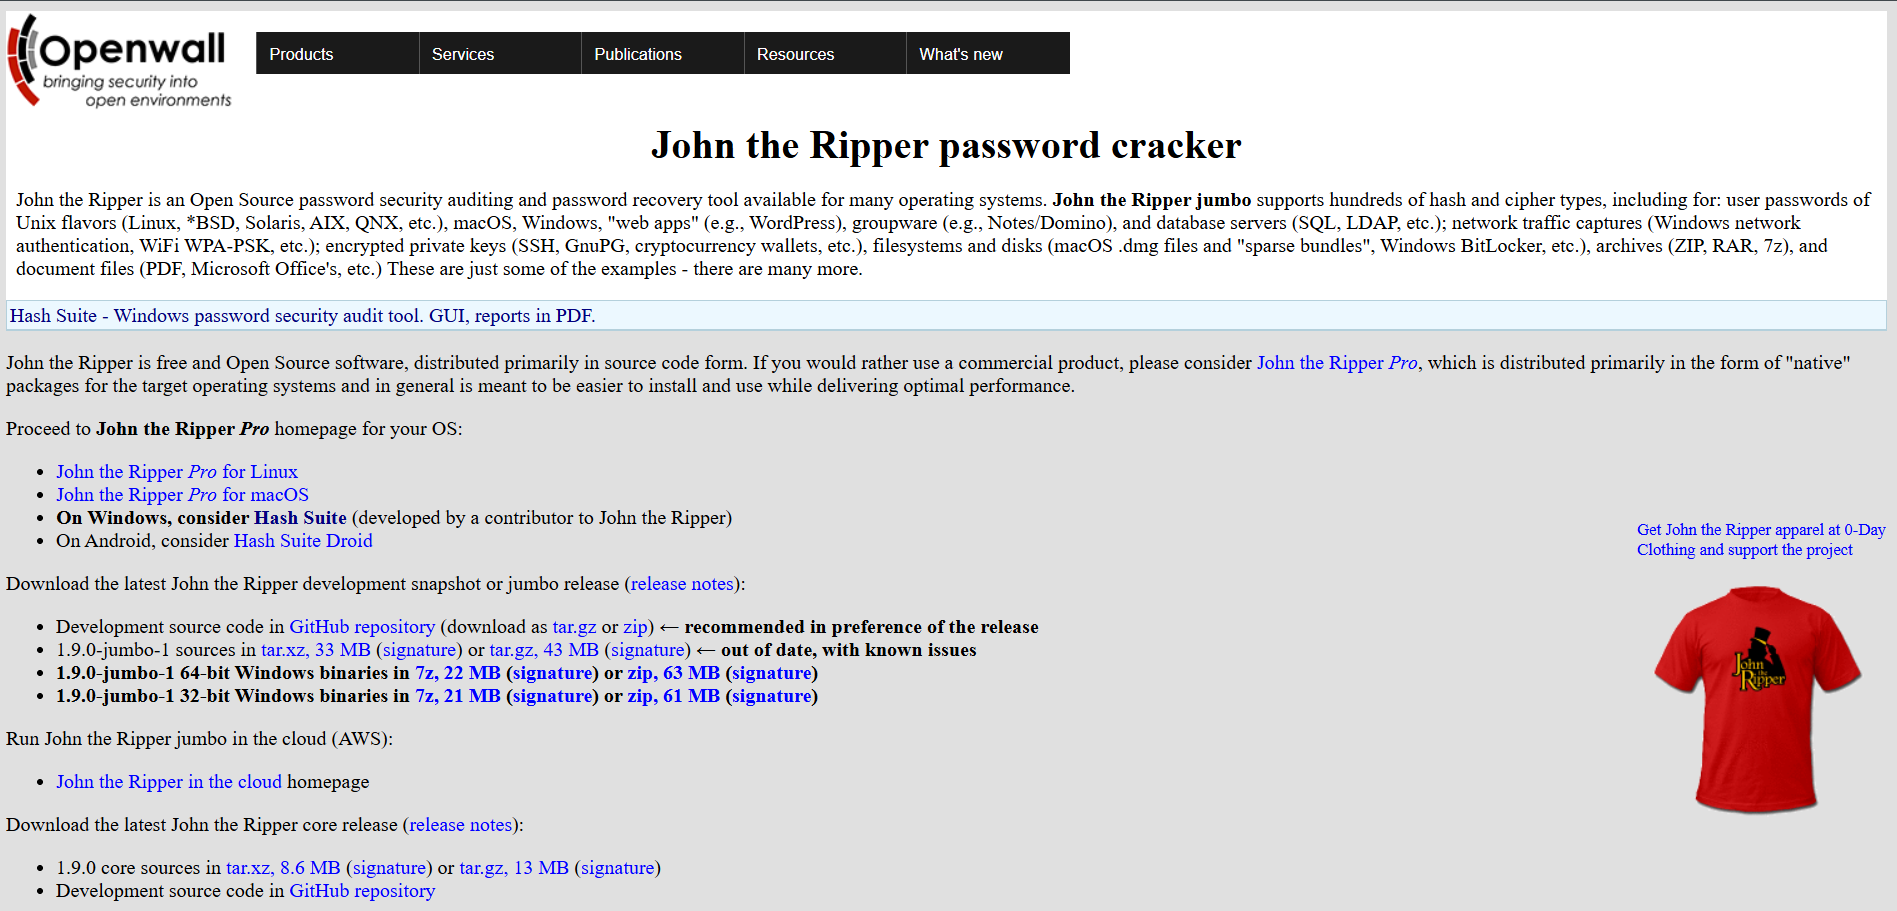 Openwall
bringing security into
open environments
Products
Services
Publications
Resources
What's new
John the Ripper password cracker
John the Ripper is an Open Source password security auditing and password recovery tool available for many operating systems. John the Ripper jumbo supports hundreds of hash and cipher types, including for: user passwords of
Unix flavors (Linux, *BSD, Solaris, AIX, QNX, etc.), macOS, Windows, "web apps" (e.g., WordPress), groupware (e.g., Notes/Domino), and database servers (SQL, LDAP, etc.); network traffic captures (Windows network
authentication, WiFi WPA-PSK, etc.); encrypted private keys (SSH, GnuPG, cryptocurrency wallets, etc.), filesystems and disks (macOS .dmg files and "sparse bundles", Windows BitLocker, etc.), archives (ZIP, RAR, 7z), and
document files (PDF, Microsoft Office's, etc.) These are just some of the examples - there are many more.
Hash Suite - Windows password security audit tool. GUI, reports in PDF.
John the Ripper is free and Open Source software, distributed primarily in source code form. If you would rather use a commercial product, please consider John the Ripper Pro, which is distributed primarily in the form of "native"
packages for the target operating systems and in general is meant to be easier to install and use while delivering optimal performance.
Proceed to John the Ripper Pro homepage for your OS:
• John the Ripper Pro for Linux
• John the Ripper Pro for macOS
• On Windows, consider Hash Suite (developed by a contributor to John the Ripper)
• On Android, consider Hash Suite Droid
Get John the Ripper apparel at 0-Day
Clothing and support the project
John
the
Ripper
Download the latest John the Ripper development snapshot or jumbo release (release notes):
• Development source code in GitHub repository (download as tar.gz or zip) ← recommended in preference of the release
• 1.9.0-jumbo-1 sources in tar.xz, 33 MB (signature) or tar.gz, 43 MB (signature) ← out of date, with known issues
• 1.9.0-jumbo-1 64-bit Windows binaries in 7z, 22 MB (signature) or zip, 63 MB (signature)
• 1.9.0-jumbo-1 32-bit Windows binaries in 7z, 21 MB (signature) or zip, 61 MB (signature)
Run John the Ripper jumbo in the cloud (AWS):
• John the Ripper in the cloud homepage
Download the latest John the Ripper core release (release notes):
• 1.9.0 core sources in tar.xz, 8.6 MB (signature) or tar.gz, 13 MB (signature)
• Development source code in GitHub repository